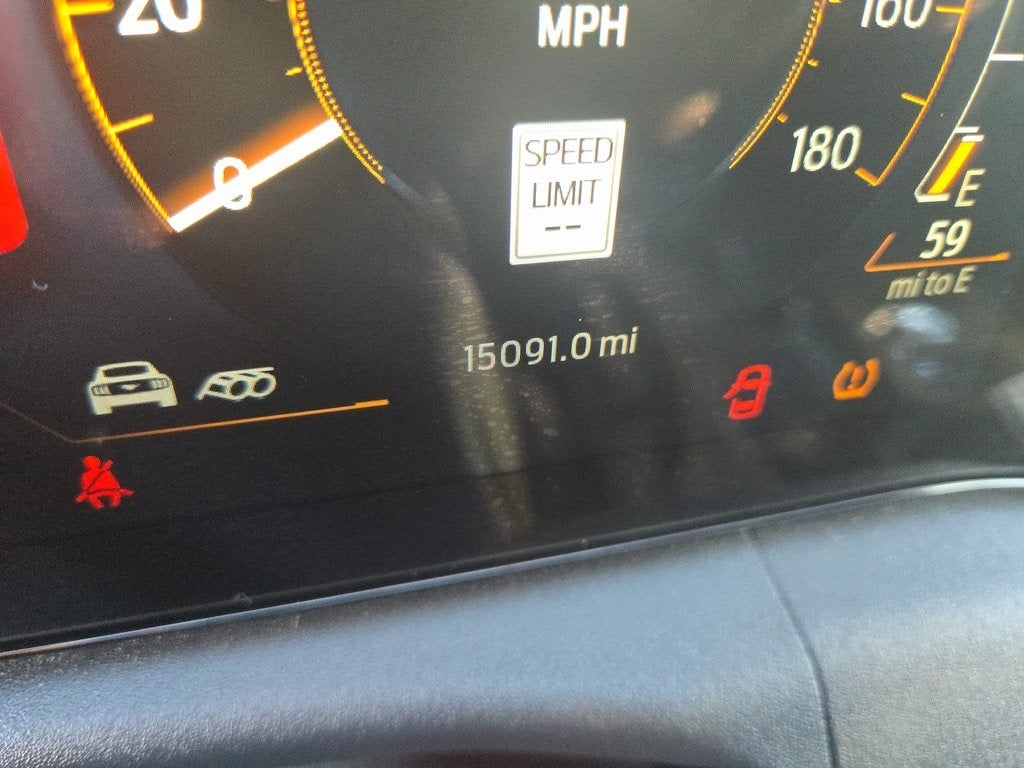 20
MPH
160
0
SPEED
LIMIT
--
180
E
59
mi to E
15091.0 mi